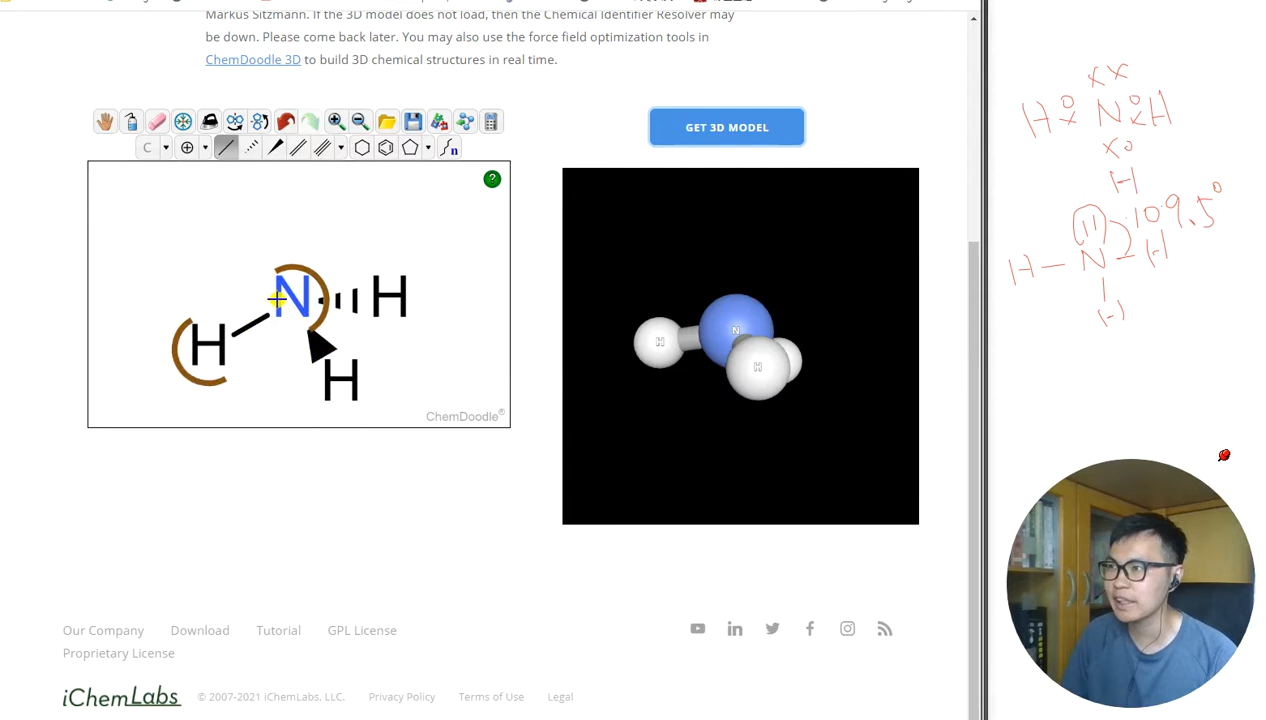 Markus Sitzmann. If the 3D model does not load, then the Chemical Identifier Resolver may
be down. Please come back later. You may also use the force field optimization tools in
ChemDoodle 3D to build 3D chemical structures in real time.
GET 3D MODEL
C
n
?
N
H
H
H
ChemDoodle®
N
H
H
xx
H o x N o x H
xo
H
109.5°
H — N H
H
Our Company Download Tutorial GPL License
Proprietary License
iChemLabs © 2007-2021 iChemLabs, LLC. Privacy Policy Terms of Use Legal